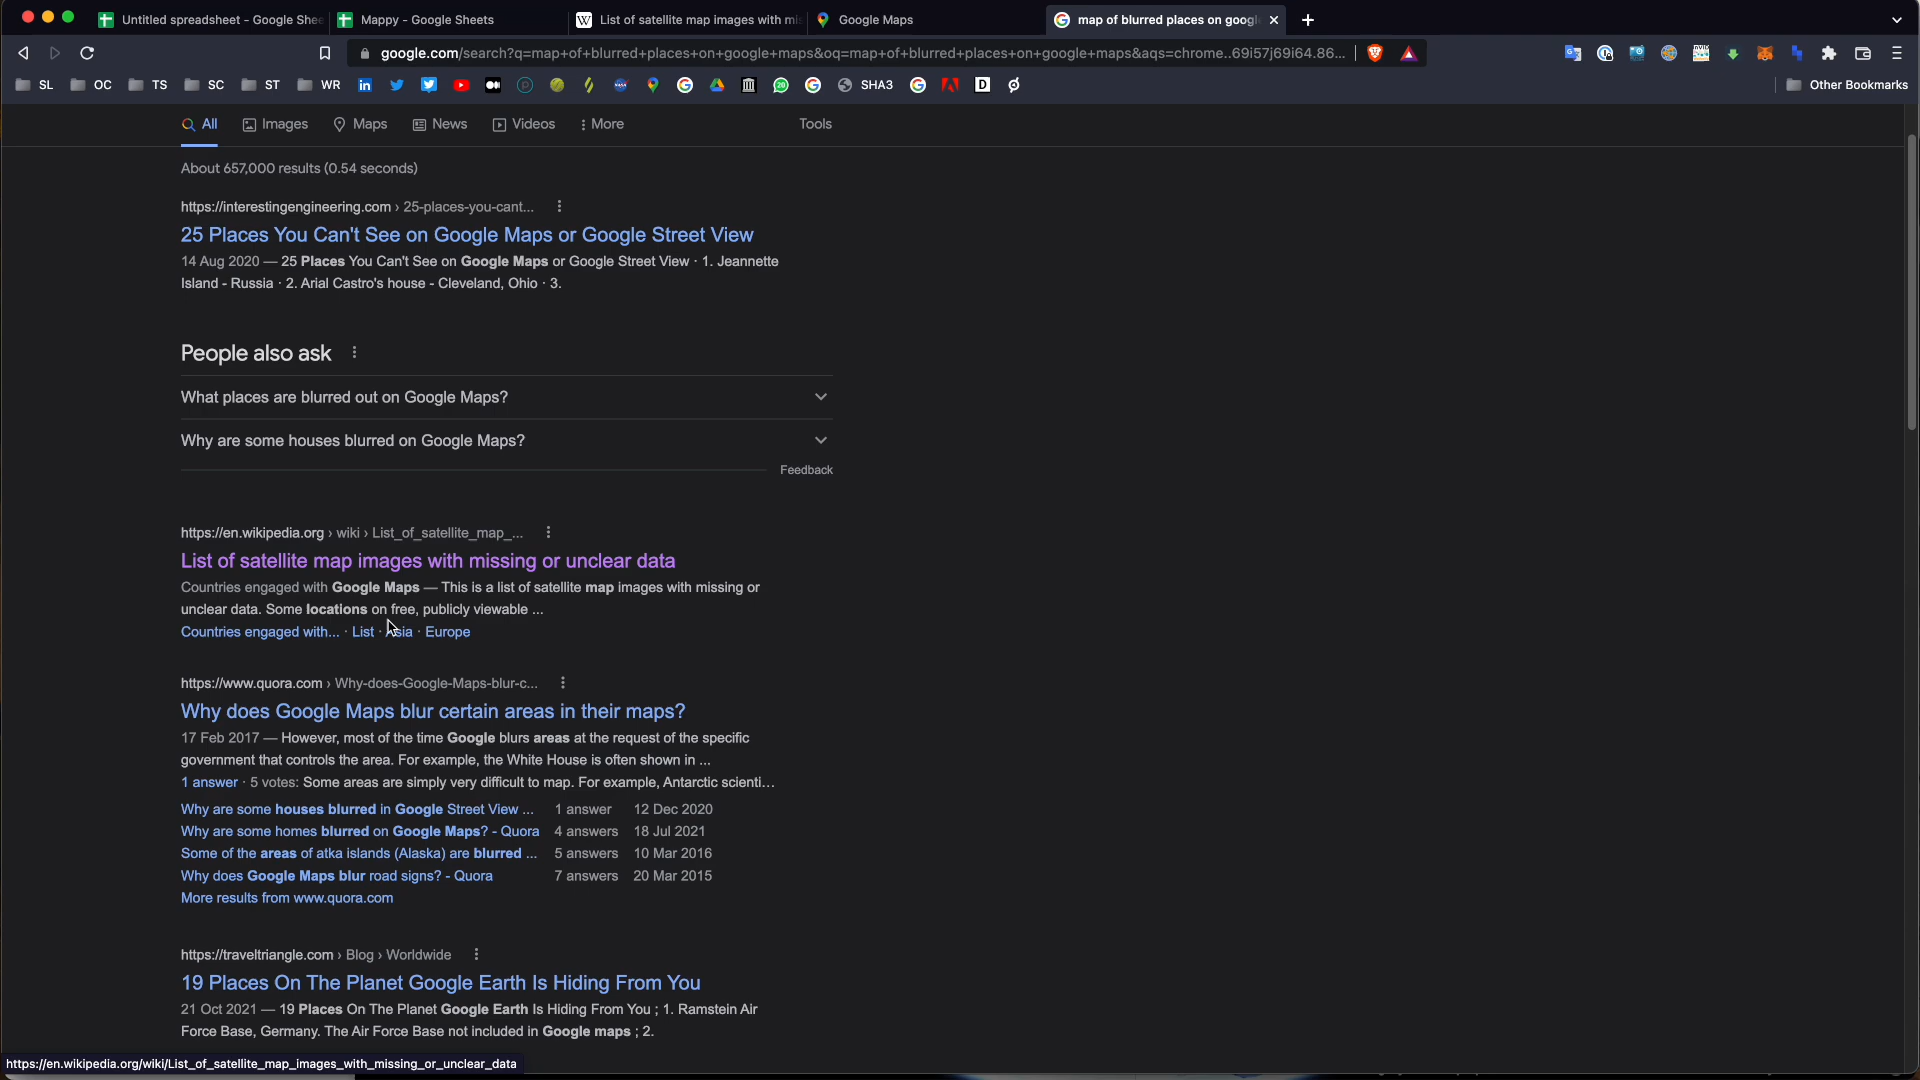 Untitled spreadsheet - Google Shee
Mappy - Google Sheets
List of satellite map images with mis
Google Maps
map of blurred places on googl
google.com/search?q=map+of+blurred+places+on+google+maps&oq=map+of+blurred+places+on+google+maps&aqs=chrome..69i57j69i64.86...
SL OC TS SC ST WR SHA3 Other Bookmarks
All Images Maps News Videos More Tools
About 657,000 results (0.54 seconds)
https://interestingengineering.com › 25-places-you-cant...
25 Places You Can't See on Google Maps or Google Street View
14 Aug 2020 — 25 Places You Can't See on Google Maps or Google Street View · 1. Jeannette
Island - Russia · 2. Arial Castro's house - Cleveland, Ohio · 3.
People also ask
What places are blurred out on Google Maps?
Why are some houses blurred on Google Maps?
Feedback
https://en.wikipedia.org › wiki › List_of_satellite_map_...
List of satellite map images with missing or unclear data
Countries engaged with Google Maps — This is a list of satellite map images with missing or
unclear data. Some locations on free, publicly viewable ...
Countries engaged with... · List · Asia · Europe
https://www.quora.com › Why-does-Google-Maps-blur-c...
Why does Google Maps blur certain areas in their maps?
17 Feb 2017 — However, most of the time Google blurs areas at the request of the specific
government that controls the area. For example, the White House is often shown in ...
1 answer · 5 votes: Some areas are simply very difficult to map. For example, Antarctic scienti...
Why are some houses blurred in Google Street View ... 1 answer 12 Dec 2020
Why are some homes blurred on Google Maps? - Quora 4 answers 18 Jul 2021
Some of the areas of atka islands (Alaska) are blurred ... 5 answers 10 Mar 2016
Why does Google Maps blur road signs? - Quora 7 answers 20 Mar 2015
More results from www.quora.com
https://traveltriangle.com › Blog › Worldwide
19 Places On The Planet Google Earth Is Hiding From You
21 Oct 2021 — 19 Places On The Planet Google Earth Is Hiding From You ; 1. Ramstein Air
Force Base, Germany. The Air Force Base not included in Google maps ; 2.
https://en.wikipedia.org/wiki/List_of_satellite_map_images_with_missing_or_unclear_data